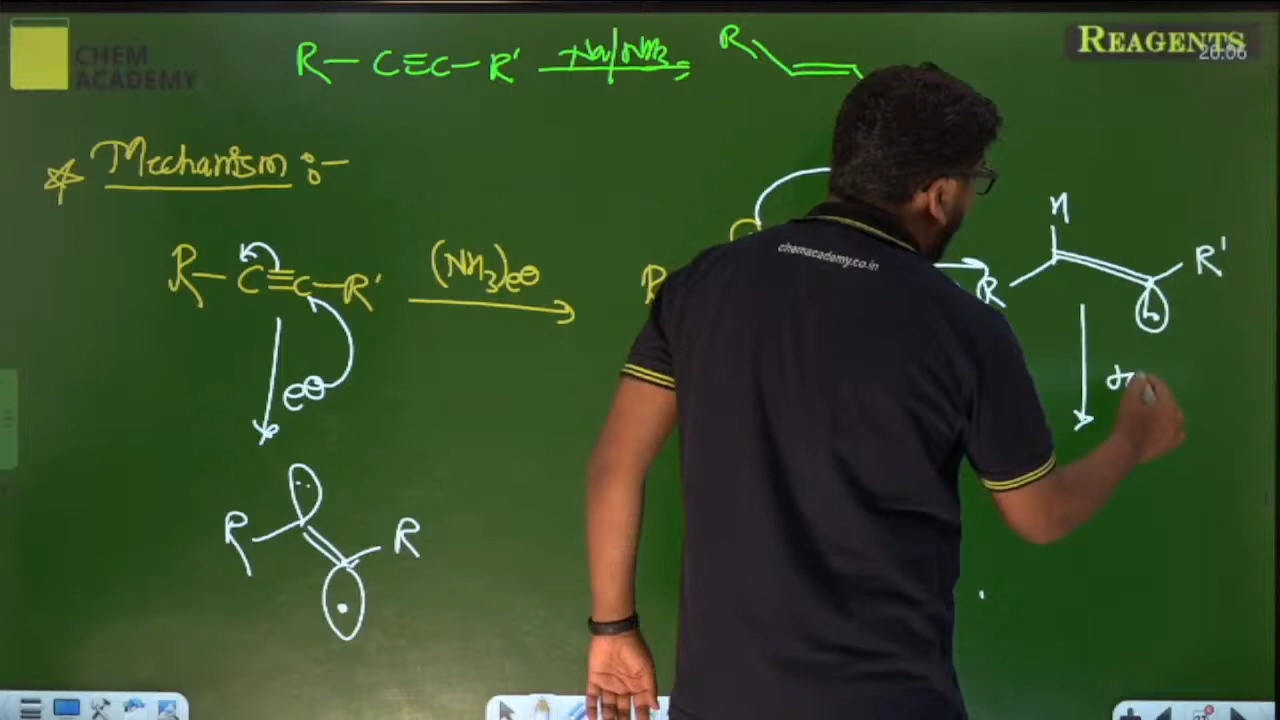 CHEM
ACADEMY
REAGENTS
20:06
R — C≡C — R' Na/NH3 R
Mechanism :-
R — C≡C — R' (NH3)e⊖ R
H
R R'
e⊖
R R
chemacademy.co.in